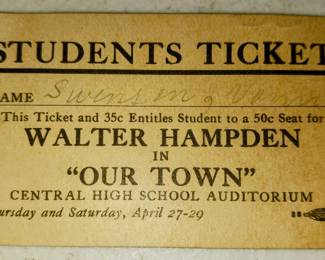 STUDENTS TICKET
AME Swensen,
This Ticket and 35c Entitles Student to a 50c Seat for
WALTER HAMPDEN
IN
"OUR TOWN"
CENTRAL HIGH SCHOOL AUDITORIUM
ursday and Saturday, April 27-29